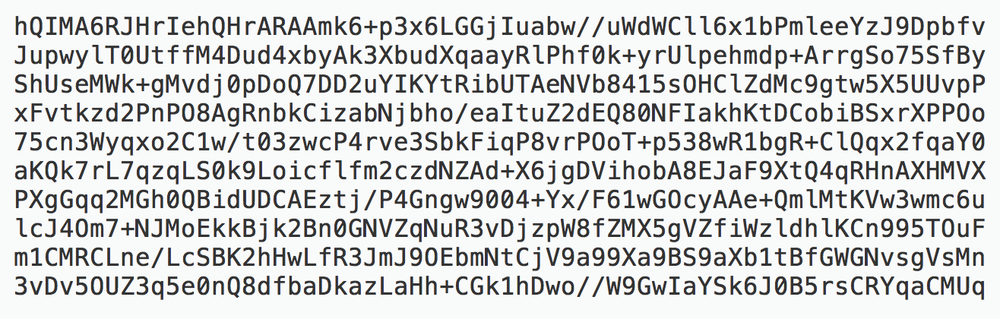 hQIMA6RJHrIehQHrARAAmk6+p3x6LGGjIuabw//uWdWCll6x1bPmleeYzJ9Dpbfv
JupwylT0UtffM4Dud4xbyAk3XbudXqaayRlPhf0k+yrUlpehmdp+ArrgSo75SfBy
ShUseMWk+gMvdj0pDoQ7DD2uYIKYtRibUTAeNVb8415sOHClZdMc9gtw5X5UUvpP
xFvtkzd2PnPO8AgRnbkCizabNjbho/eaItuZ2dEQ80NFIakhKtDCobiBSxrXPPOo
75cn3Wyqxo2C1w/t03zwcP4rve3SbkFiqP8vrPOoT+p538wR1bgR+ClQqx2fqaY0
aKQk7rL7qzqLS0k9Loicflfm2czdNZAd+X6jgDVihobA8EJaF9XtQ4qRHnAXHMVX
PXgGqq2MGh0QBidUDCAEztj/P4Gngw9004+Yx/F61wGOcyAAe+QmlMtKVw3wmc6u
lcJ4Om7+NJMoEkkBjk2Bn0GNVZqNuR3vDjzpW8fZMX5gVZfiWzldhlKCn995TOuF
m1CMRCLne/LcSBK2hHwLfR3JmJ9OEbmNtCjV9a99Xa9BS9aXb1tBfGWGNvsgVsMn
3vDv5OUZ3q5e0nQ8dfbaDkazLaHh+CGk1hDwo//W9GwIaYSk6J0B5rsCRYqaCMUq